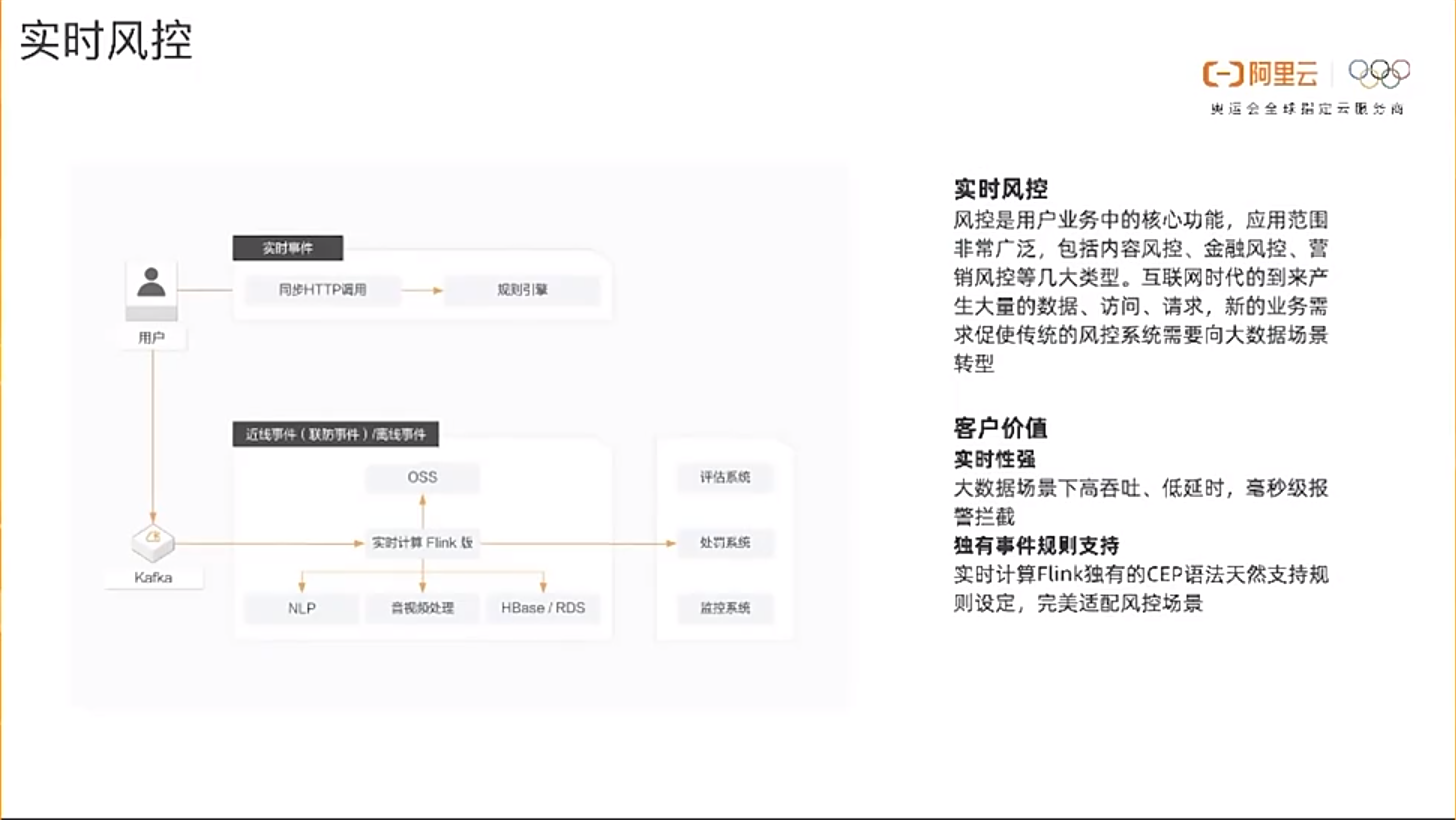 实时风控
阿里云
奥运会全球指定云服务商
实时事件
同步HTTP调用
规则引擎
用户
近线事件（联防事件）/离线事件
OSS
实时计算 Flink 版
Kafka
NLP
音视频处理
HBase / RDS
评估系统
处罚系统
监控系统
实时风控
风控是用户业务中的核心功能，应用范围
非常广泛，包括内容风控、金融风控、营
销风控等几大类型。互联网时代的到来产
生大量的数据、访问、请求，新的业务需
求促使传统的风控系统需要向大数据场景
转型
客户价值
实时性强
大数据场景下高吞吐、低延时，毫秒级报
警拦截
独有事件规则支持
实时计算Flink独有的CEP语法天然支持规
则设定，完美适配风控场景